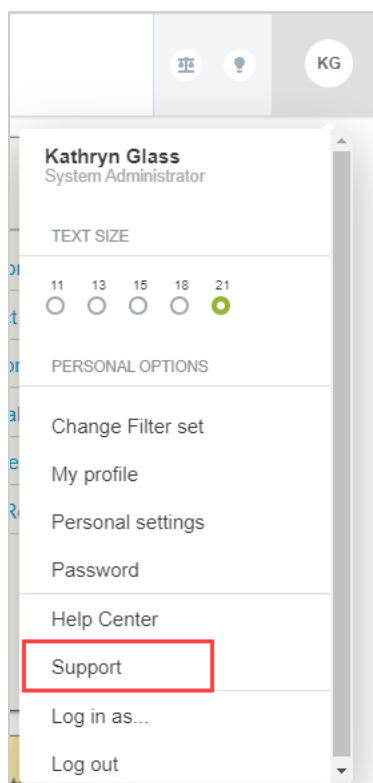 KG
Kathryn Glass
System Administrator
TEXT SIZE
11 13 15 18 21
PERSONAL OPTIONS
Change Filter set
My profile
Personal settings
Password
Help Center
Support
Log in as...
Log out